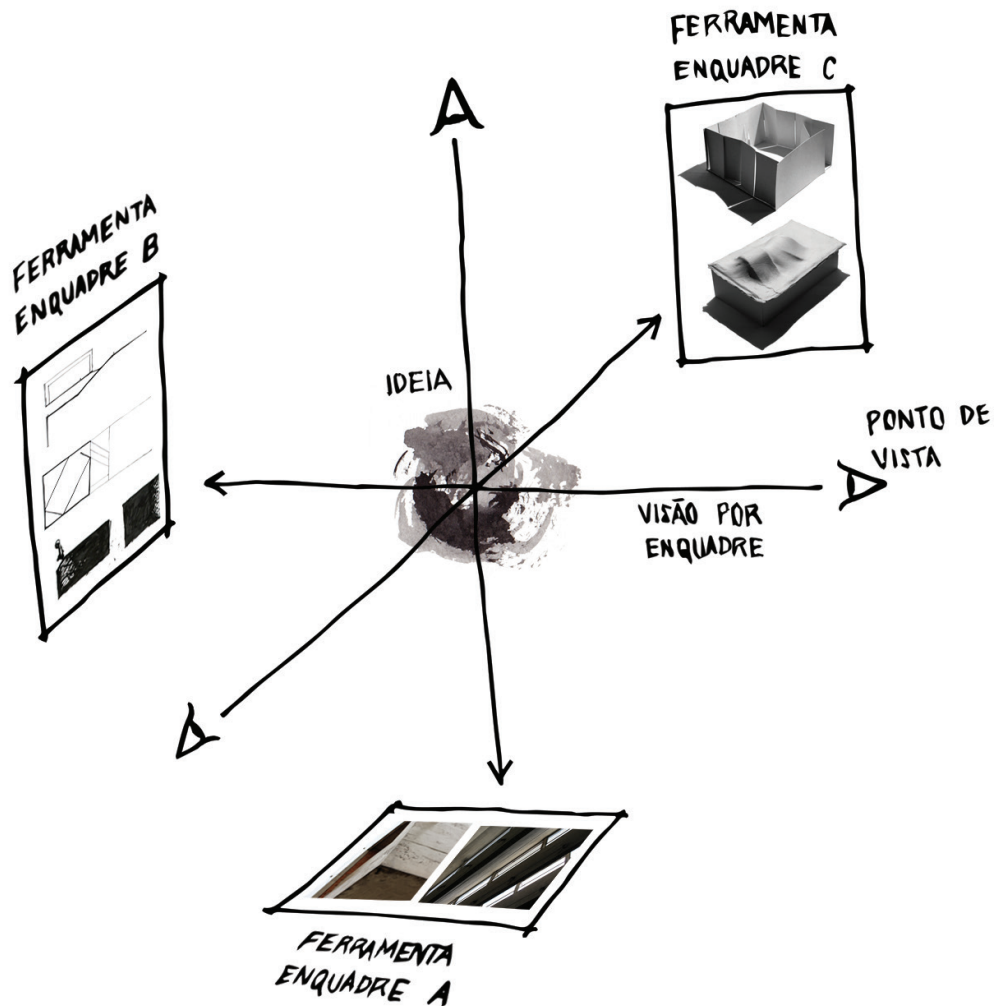 FERRAMENTA
ENQUADRE C
FERRAMENTA
ENQUADRE B
IDEIA
PONTO DE
VISTA
VISÃO POR
ENQUADRE
FERRAMENTA
ENQUADRE A